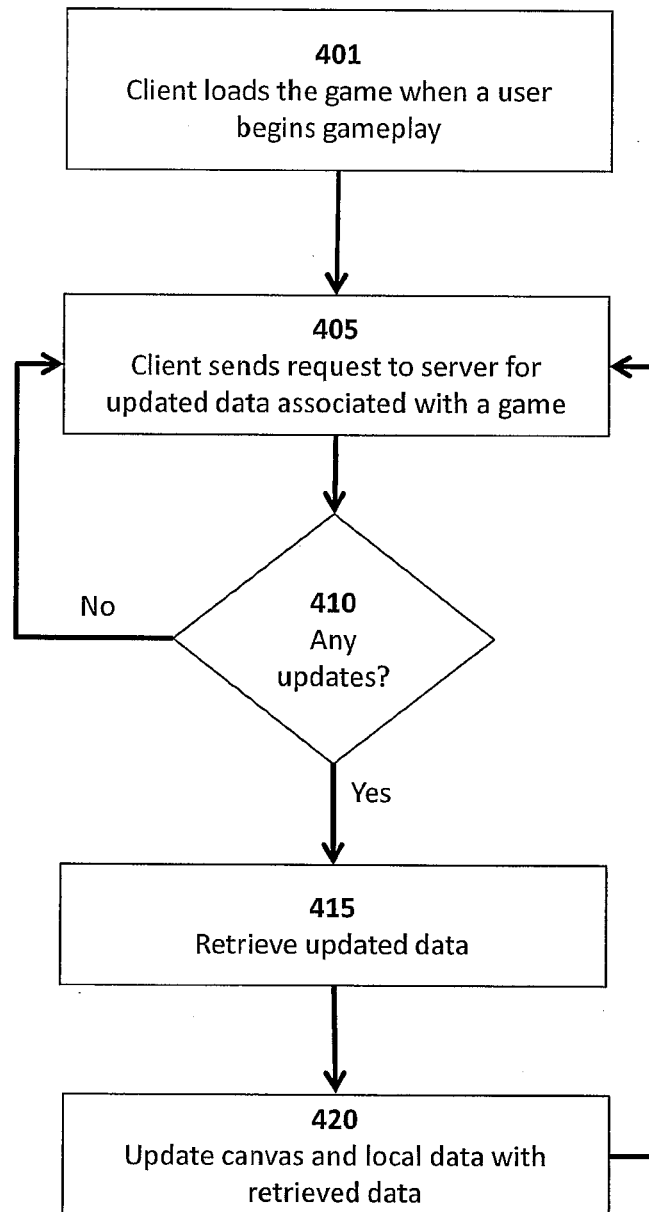 401
Client loads the game when a user
begins gameplay
405
Client sends request to server for
updated data associated with a game
No
410
Any
updates?
Yes
415
Retrieve updated data
420
Update canvas and local data with
retrieved data